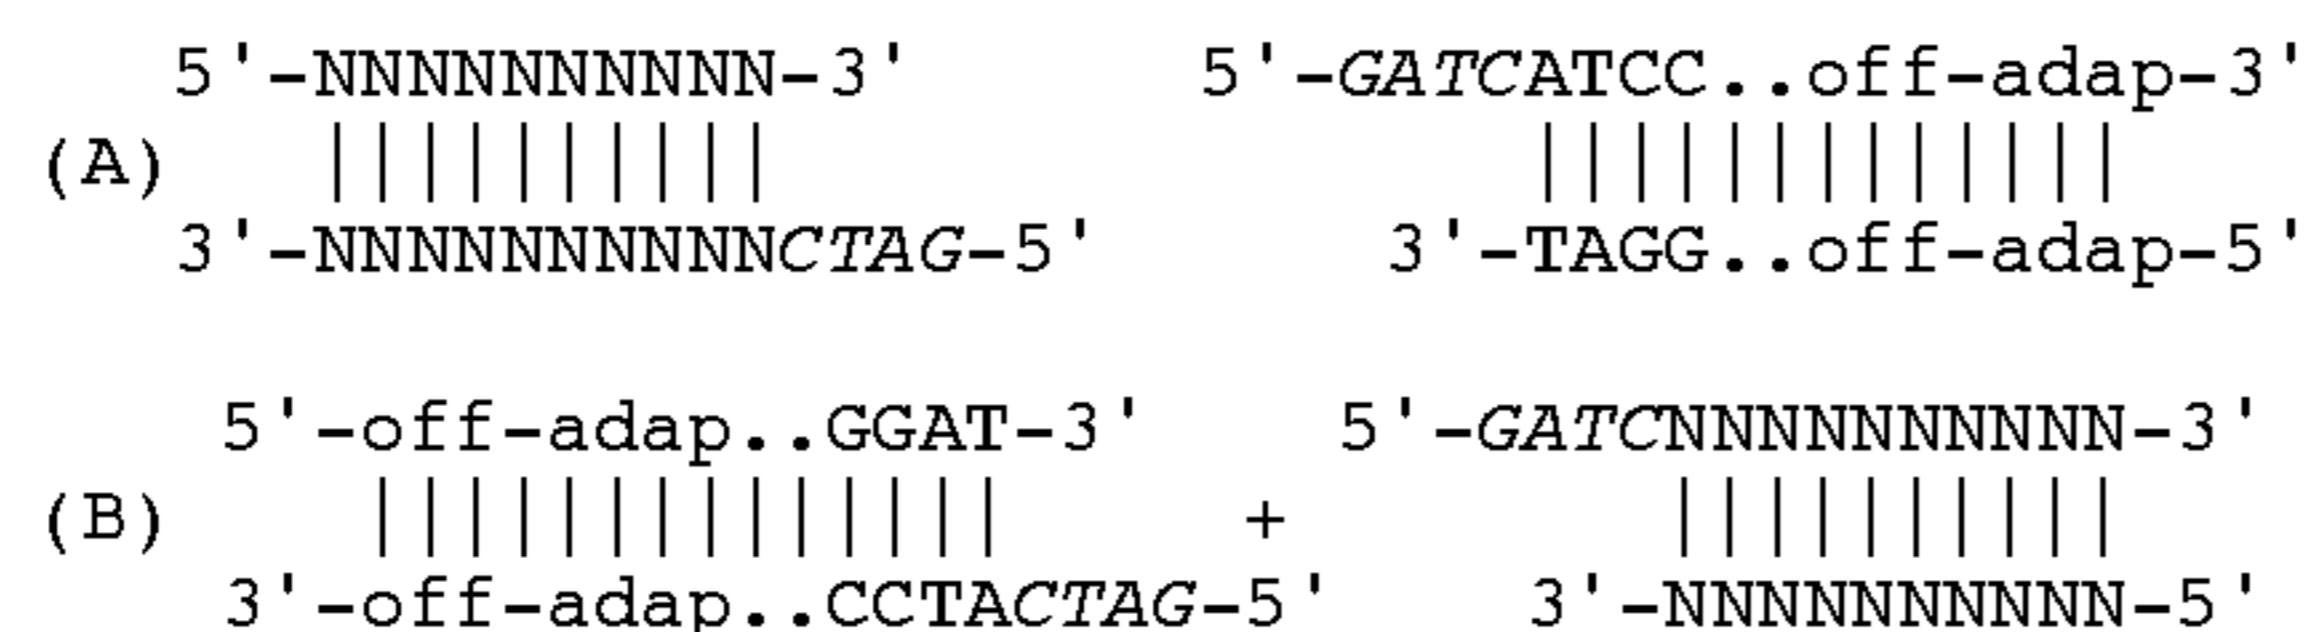 5'-NNNNNNNNNN-3' 5'-GATCATCC..off-adap-3'
(A) ||||||||||  |||||||||||||
3'-NNNNNNNNNNCTAG-5' 3'-TAGG..off-adap-5'
5'-off-adap..GGAT-3' 5'-GATCNNNNNNNNNN-3'
(B) |||||||||||||| + ||||||||||
3'-off-adap..CCTACTAG-5' 3'-NNNNNNNNNN-5'